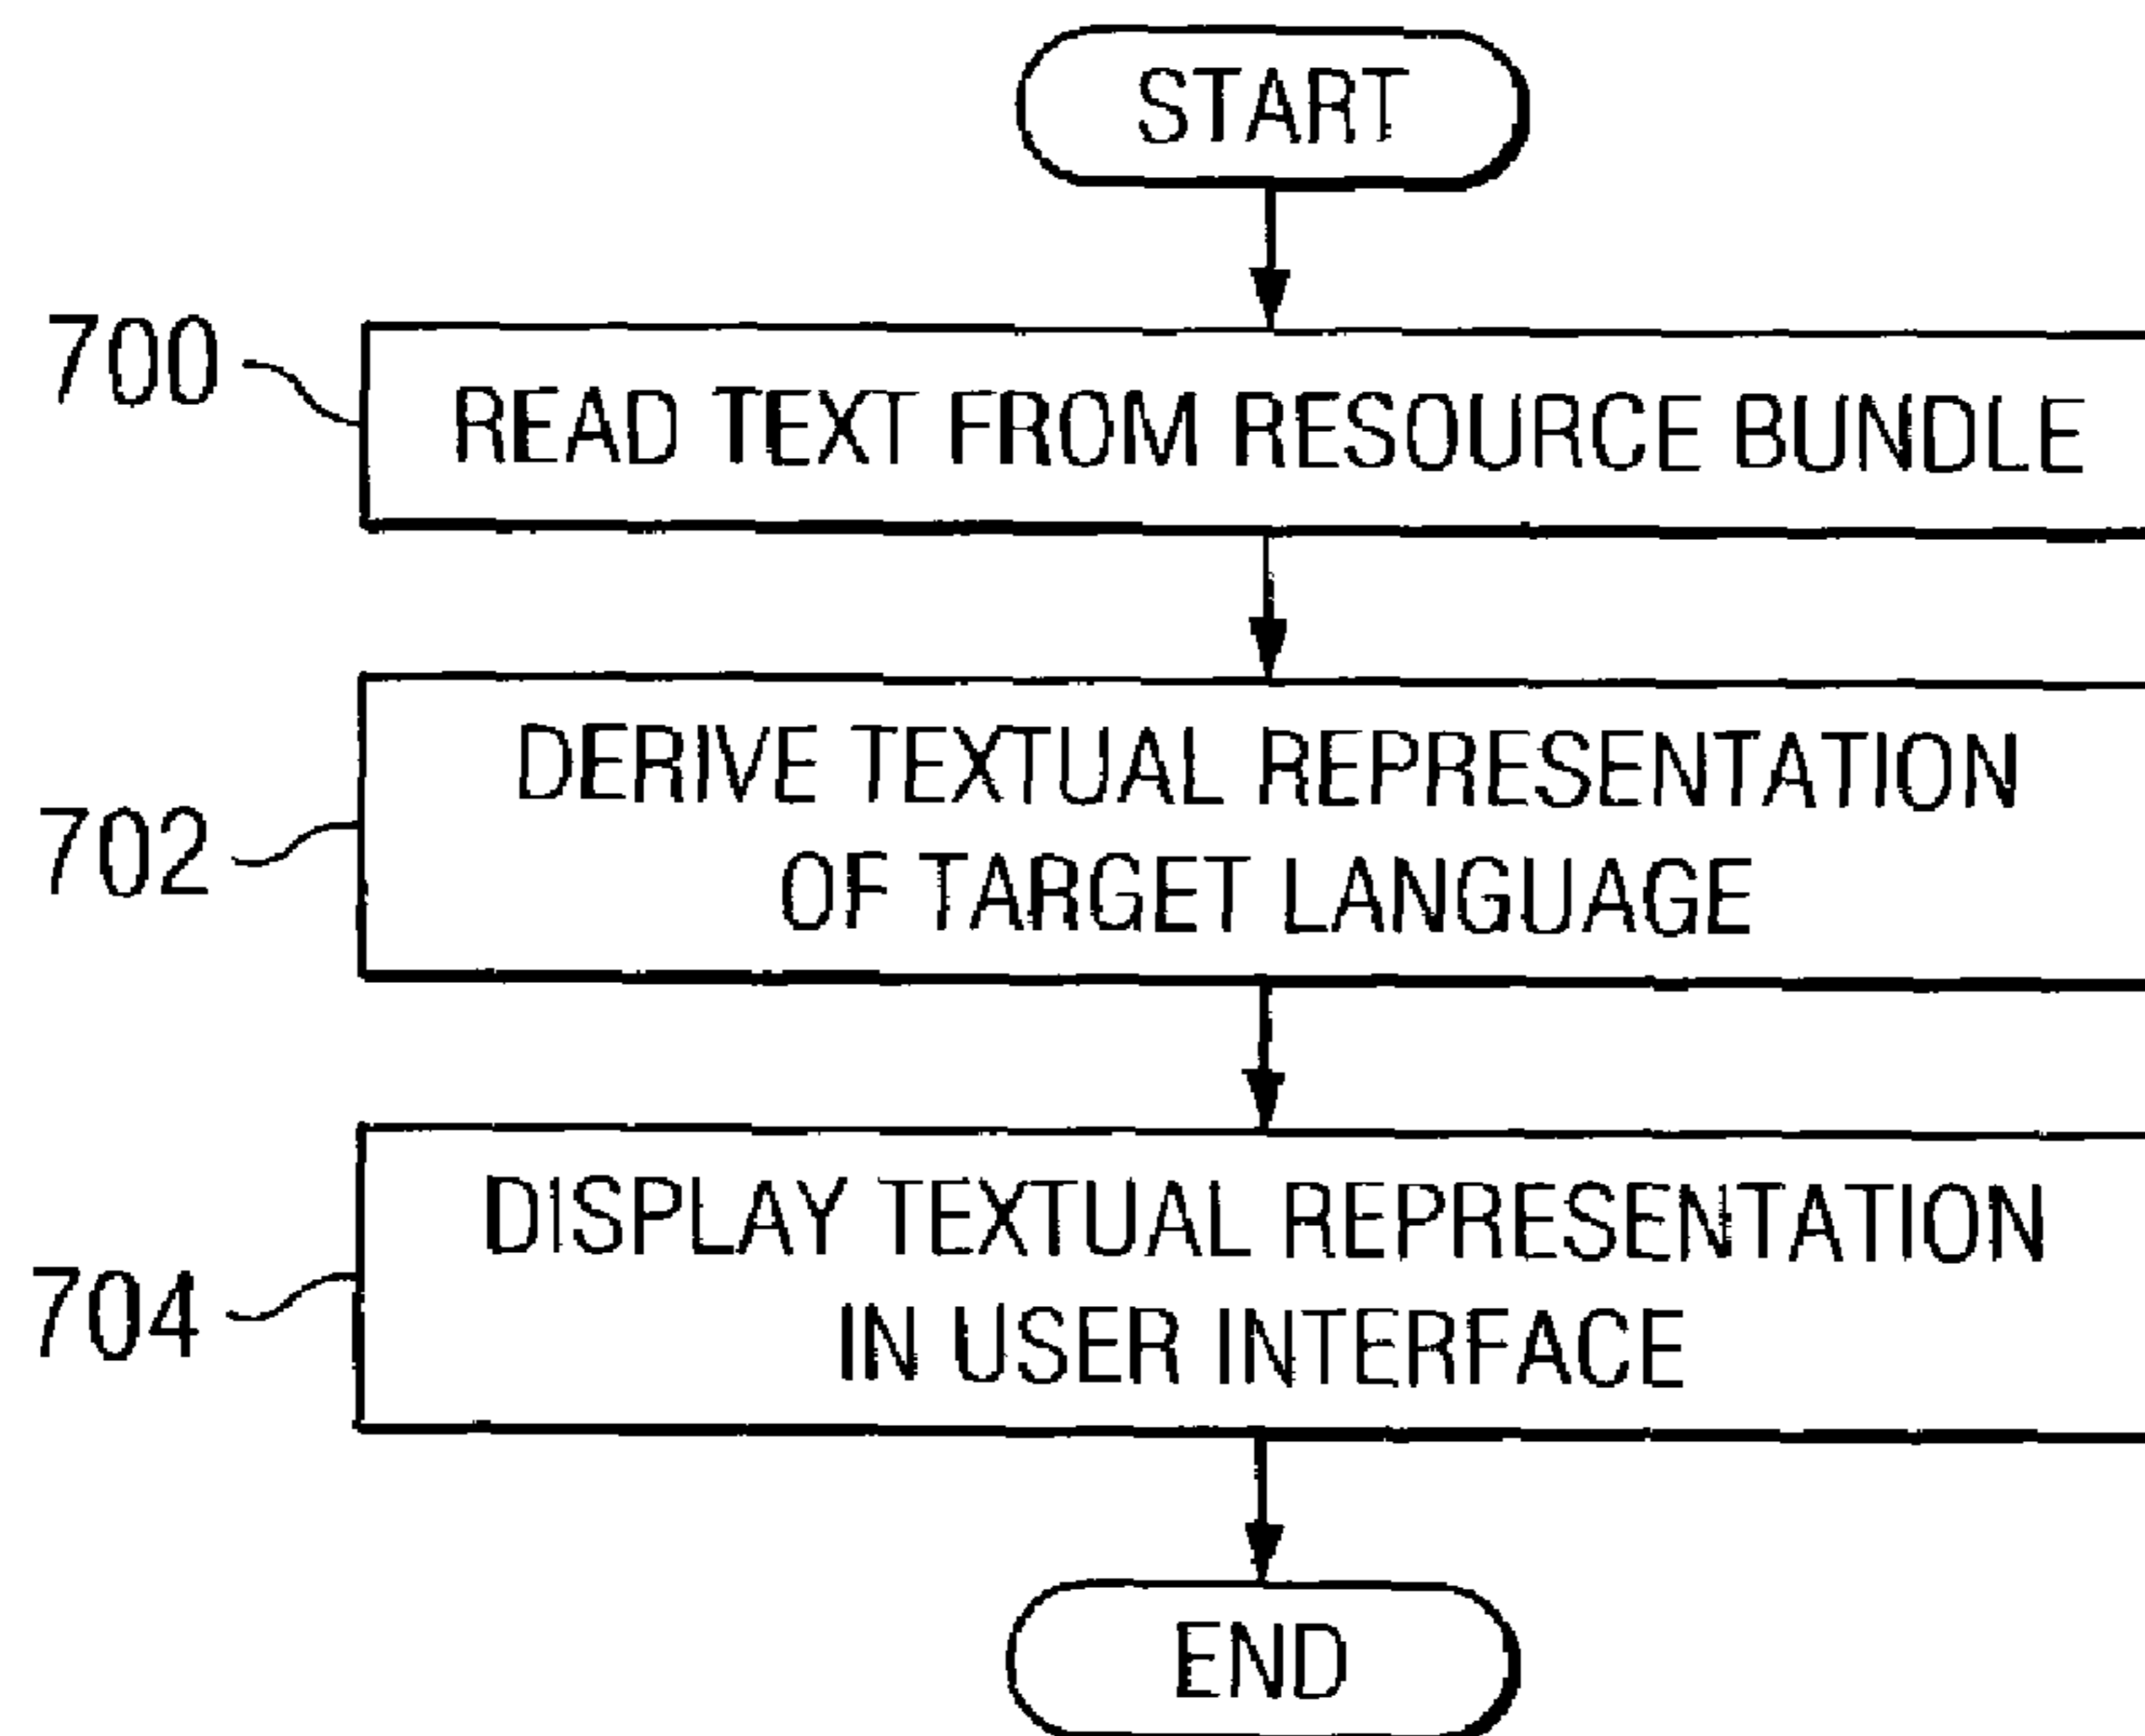 START
700
READ TEXT FROM RESOURCE BUNDLE
702
DERIVE TEXTUAL REPRESENTATION
OF TARGET LANGUAGE
704
DISPLAY TEXTUAL REPRESENTATION
IN USER INTERFACE
END